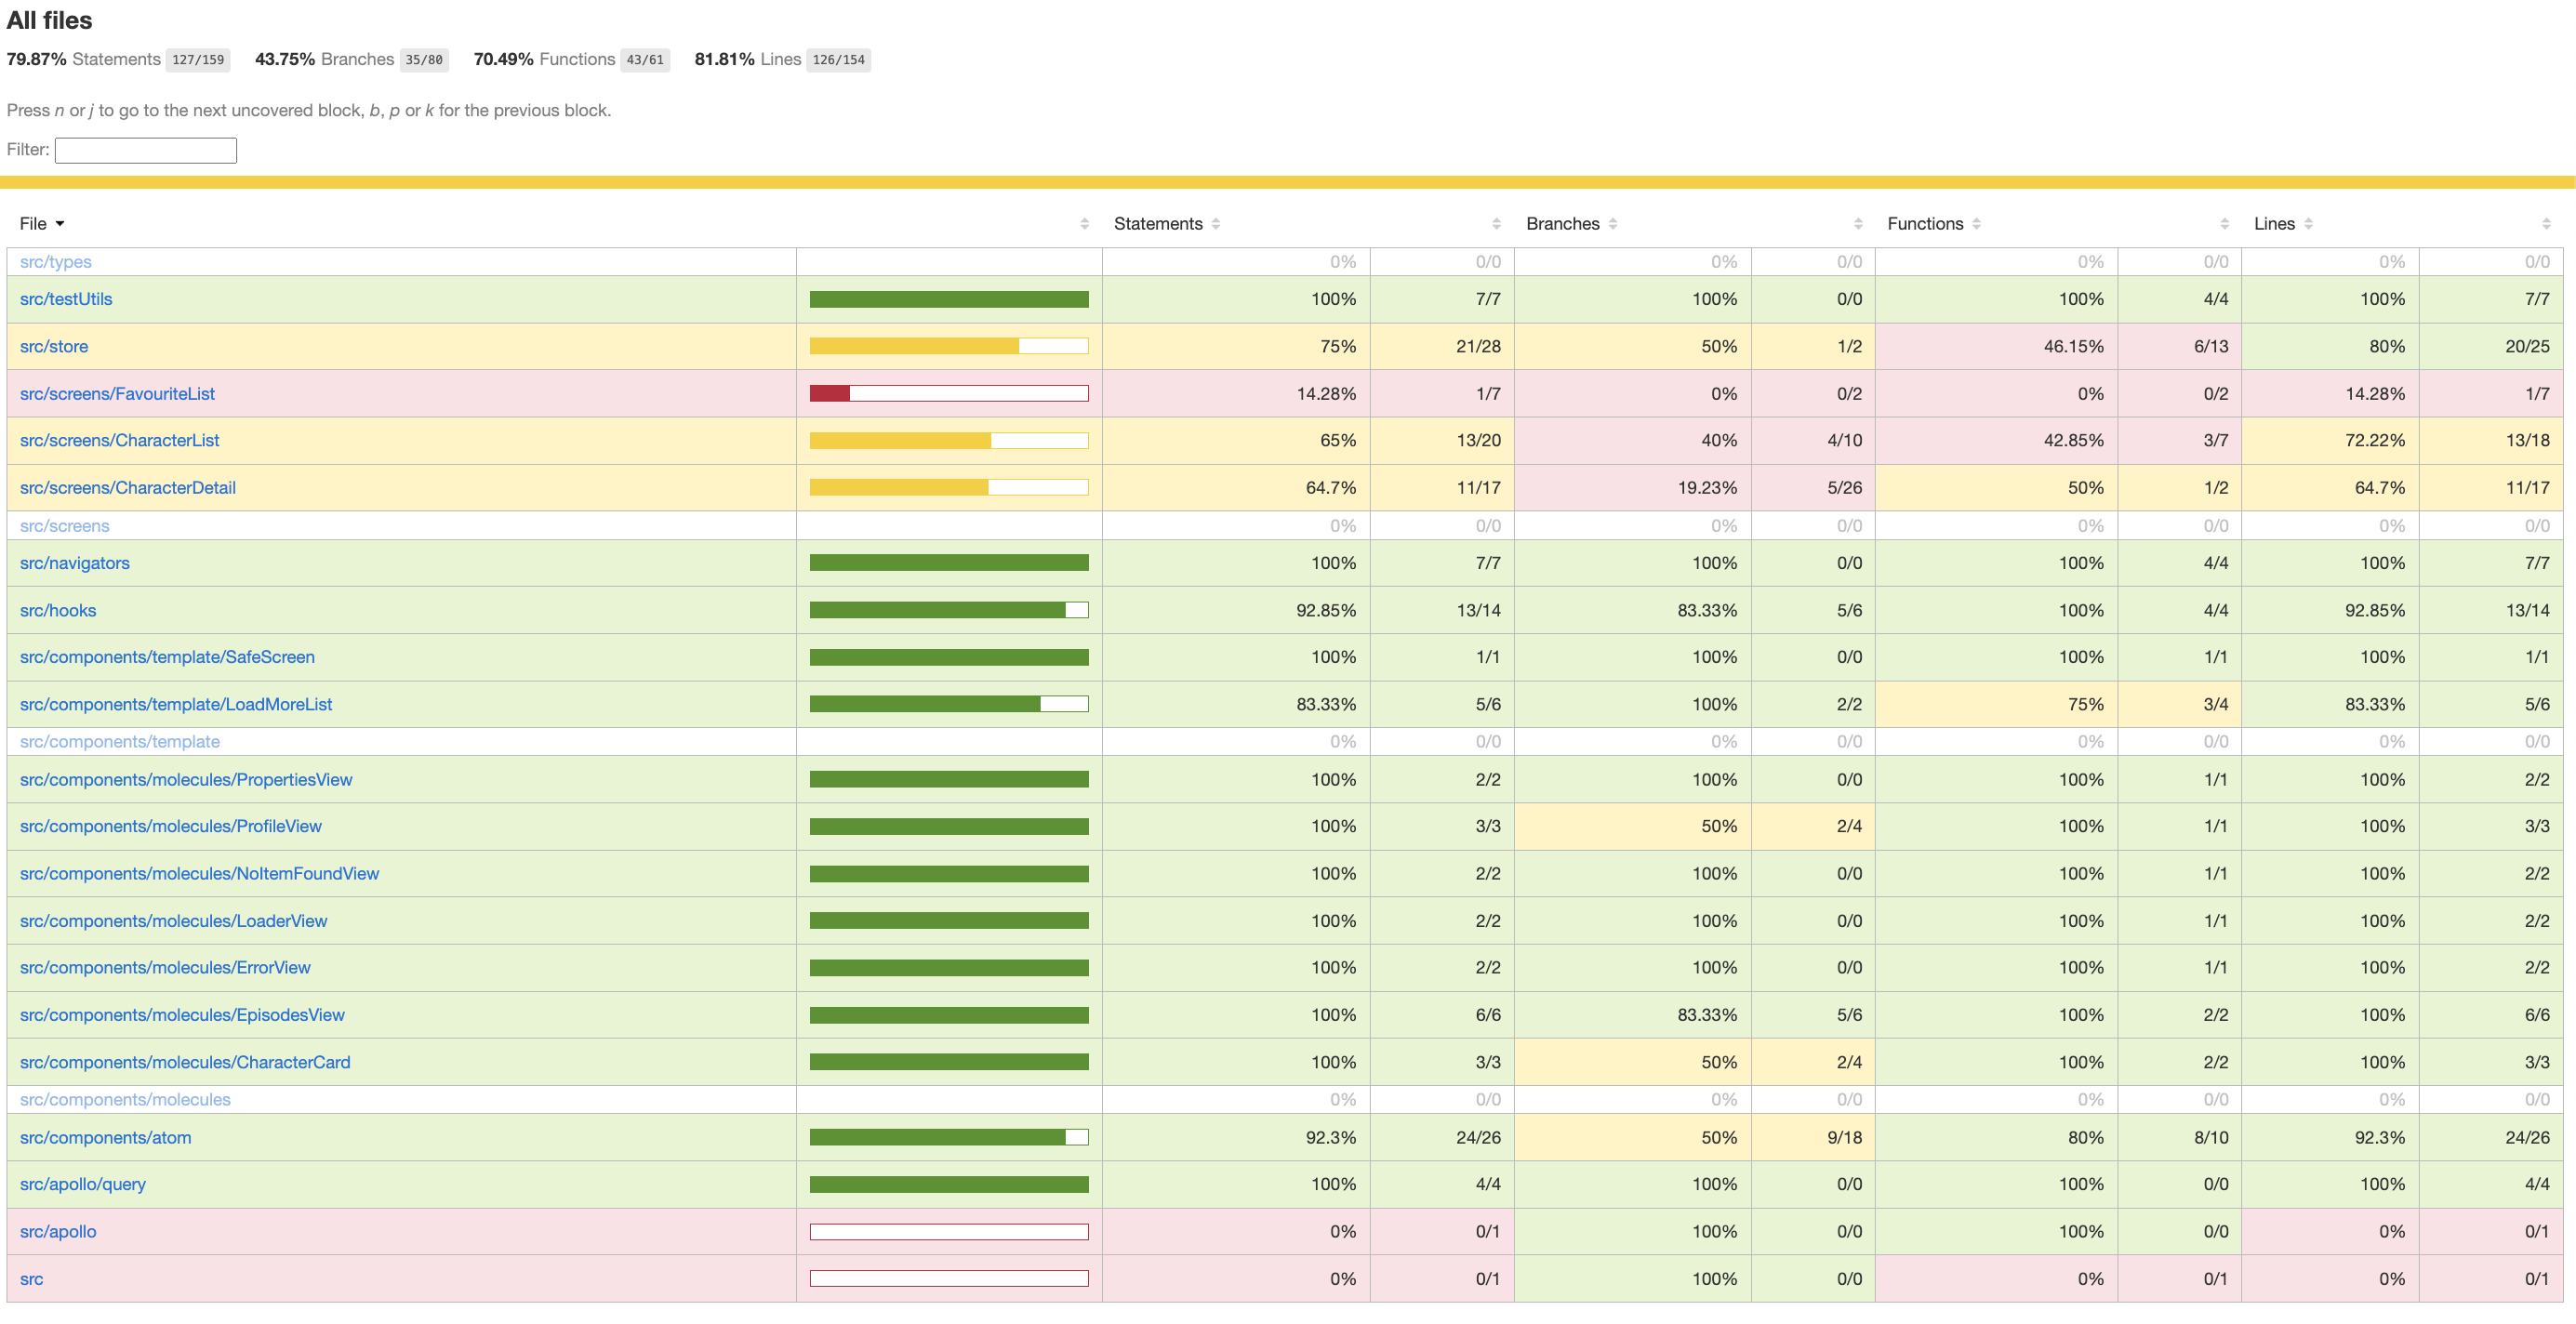 All files
79.87% Statements 127/159 43.75% Branches 35/80 70.49% Functions 43/61 81.81% Lines 126/154
Press n or j to go to the next uncovered block, b, p or k for the previous block.
Filter:
File Statements Branches Functions Lines
src/types 0% 0/0 0% 0/0 0% 0/0 0% 0/0
src/testUtils 100% 7/7 100% 0/0 100% 4/4 100% 7/7
src/store 75% 21/28 50% 1/2 46.15% 6/13 80% 20/25
src/screens/FavouriteList 14.28% 1/7 0% 0/2 0% 0/2 14.28% 1/7
src/screens/CharacterList 65% 13/20 40% 4/10 42.85% 3/7 72.22% 13/18
src/screens/CharacterDetail 64.7% 11/17 19.23% 5/26 50% 1/2 64.7% 11/17
src/screens 0% 0/0 0% 0/0 0% 0/0 0% 0/0
src/navigators 100% 7/7 100% 0/0 100% 4/4 100% 7/7
src/hooks 92.85% 13/14 83.33% 5/6 100% 4/4 92.85% 13/14
src/components/template/SafeScreen 100% 1/1 100% 0/0 100% 1/1 100% 1/1
src/components/template/LoadMoreList 83.33% 5/6 100% 2/2 75% 3/4 83.33% 5/6
src/components/template 0% 0/0 0% 0/0 0% 0/0 0% 0/0
src/components/molecules/PropertiesView 100% 2/2 100% 0/0 100% 1/1 100% 2/2
src/components/molecules/ProfileView 100% 3/3 50% 2/4 100% 1/1 100% 3/3
src/components/molecules/NoItemFoundView 100% 2/2 100% 0/0 100% 1/1 100% 2/2
src/components/molecules/LoaderView 100% 2/2 100% 0/0 100% 1/1 100% 2/2
src/components/molecules/ErrorView 100% 2/2 100% 0/0 100% 1/1 100% 2/2
src/components/molecules/EpisodesView 100% 6/6 83.33% 5/6 100% 2/2 100% 6/6
src/components/molecules/CharacterCard 100% 3/3 50% 2/4 100% 2/2 100% 3/3
src/components/molecules 0% 0/0 0% 0/0 0% 0/0 0% 0/0
src/components/atom 92.3% 24/26 50% 9/18 80% 8/10 92.3% 24/26
src/apollo/query 100% 4/4 100% 0/0 100% 0/0 100% 4/4
src/apollo 0% 0/1 100% 0/0 100% 0/0 0% 0/1
src 0% 0/1 100% 0/0 0% 0/1 0% 0/1